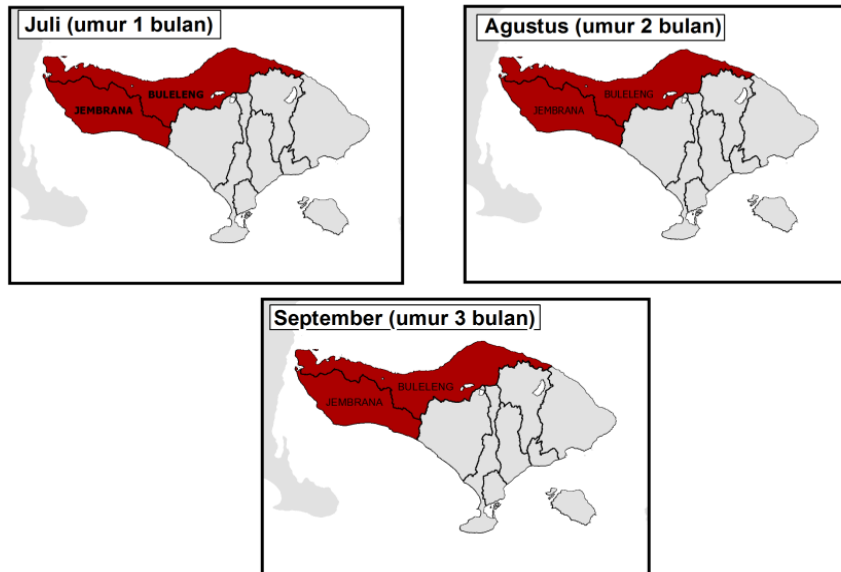 Juli (umur 1 bulan)
BULELENG
JEMBRANA
Agustus (umur 2 bulan)
BULELENG
JEMBRANA
September (umur 3 bulan)
BULELENG
JEMBRANA